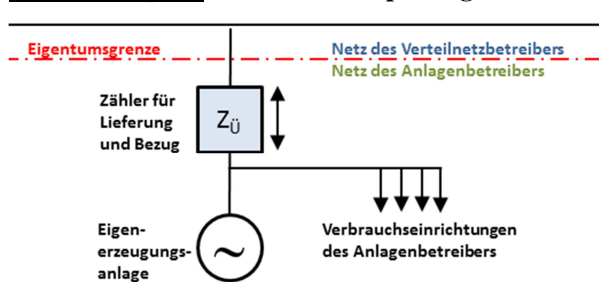 Eigentumsgrenze
Netz des Verteilnetzbetreibers
Netz des Anlagenbetreibers
Zähler für
Lieferung
und Bezug
ZÜ
Eigen-
erzeugungs-
anlage
~
Verbrauchseinrichtungen
des Anlagenbetreibers